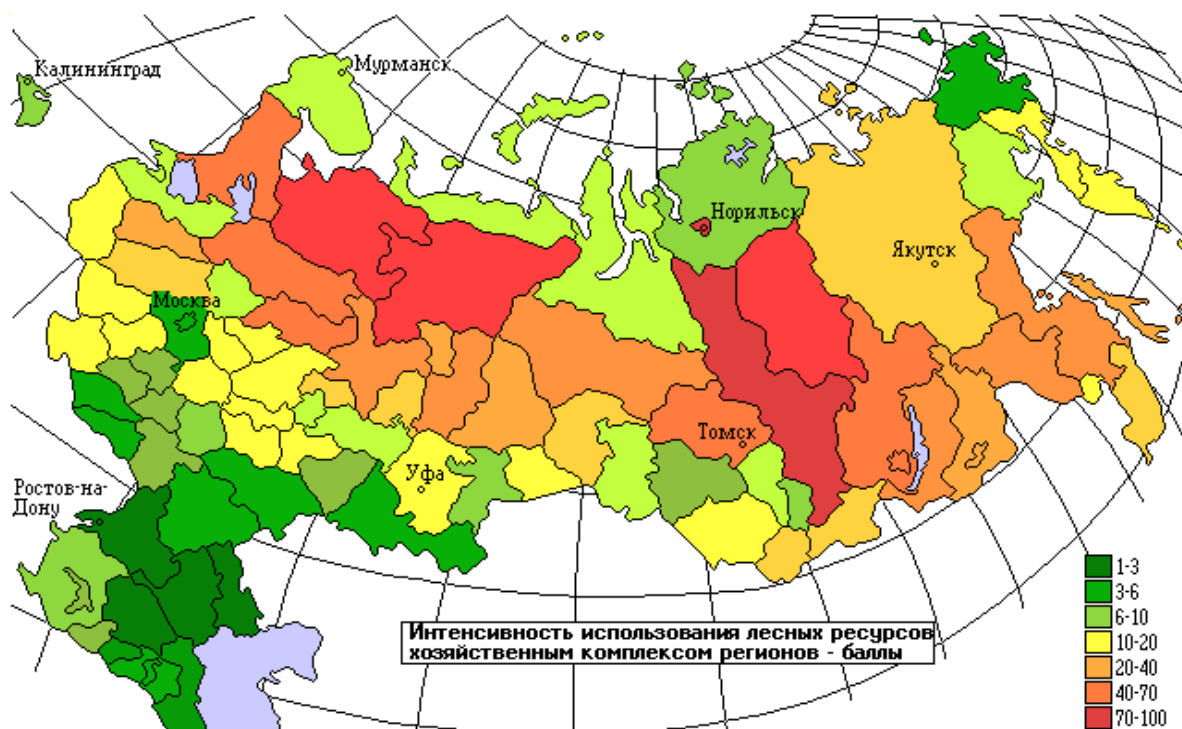 Калининград
Мурманск
Норильск
Якутск
Москва
Томск
Уфа
Ростов-на-
Дону
1-3
3-6
6-10
10-20
20-40
40-70
70-100
Интенсивность использования лесных ресурсов
хозяйственным комплексом регионов - баллы